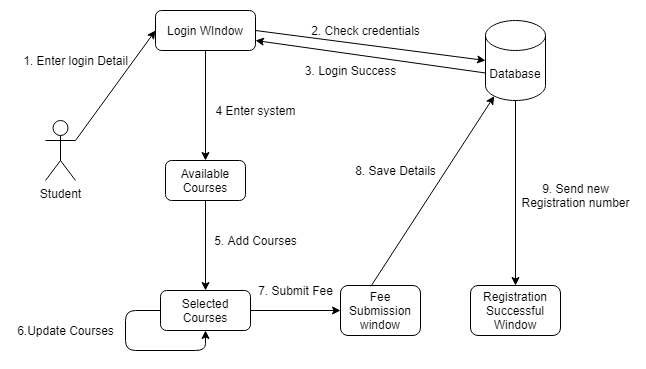 Login WIndow
2. Check credentials
1. Enter login Detail
3. Login Success
Database
4 Enter system
Student
Available
Courses
8. Save Details
9. Send new
Registration number
5. Add Courses
7. Submit Fee
Selected
Courses
Fee
Submission
window
Registration
Successful
Window
6.Update Courses